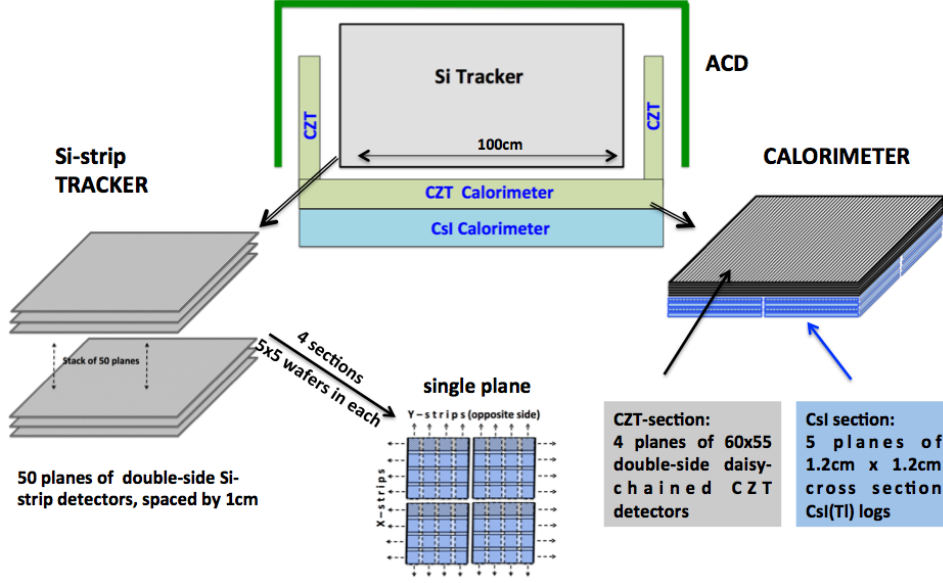 ACD
Si Tracker
CZT
CZT
100cm
CZT Calorimeter
CsI Calorimeter
Si-strip
TRACKER
CALORIMETER
Stack of 50 planes
4 sections
5x5 wafers in each
single plane
Y-strips (opposite side)
X-strips
50 planes of double-side Si-
strip detectors, spaced by 1cm
CZT-section:
4 planes of 60x55
double-side daisy-
chained CZT
detectors
CsI section:
5 planes of
1.2cm x 1.2cm
cross section
CsI(Tl) logs